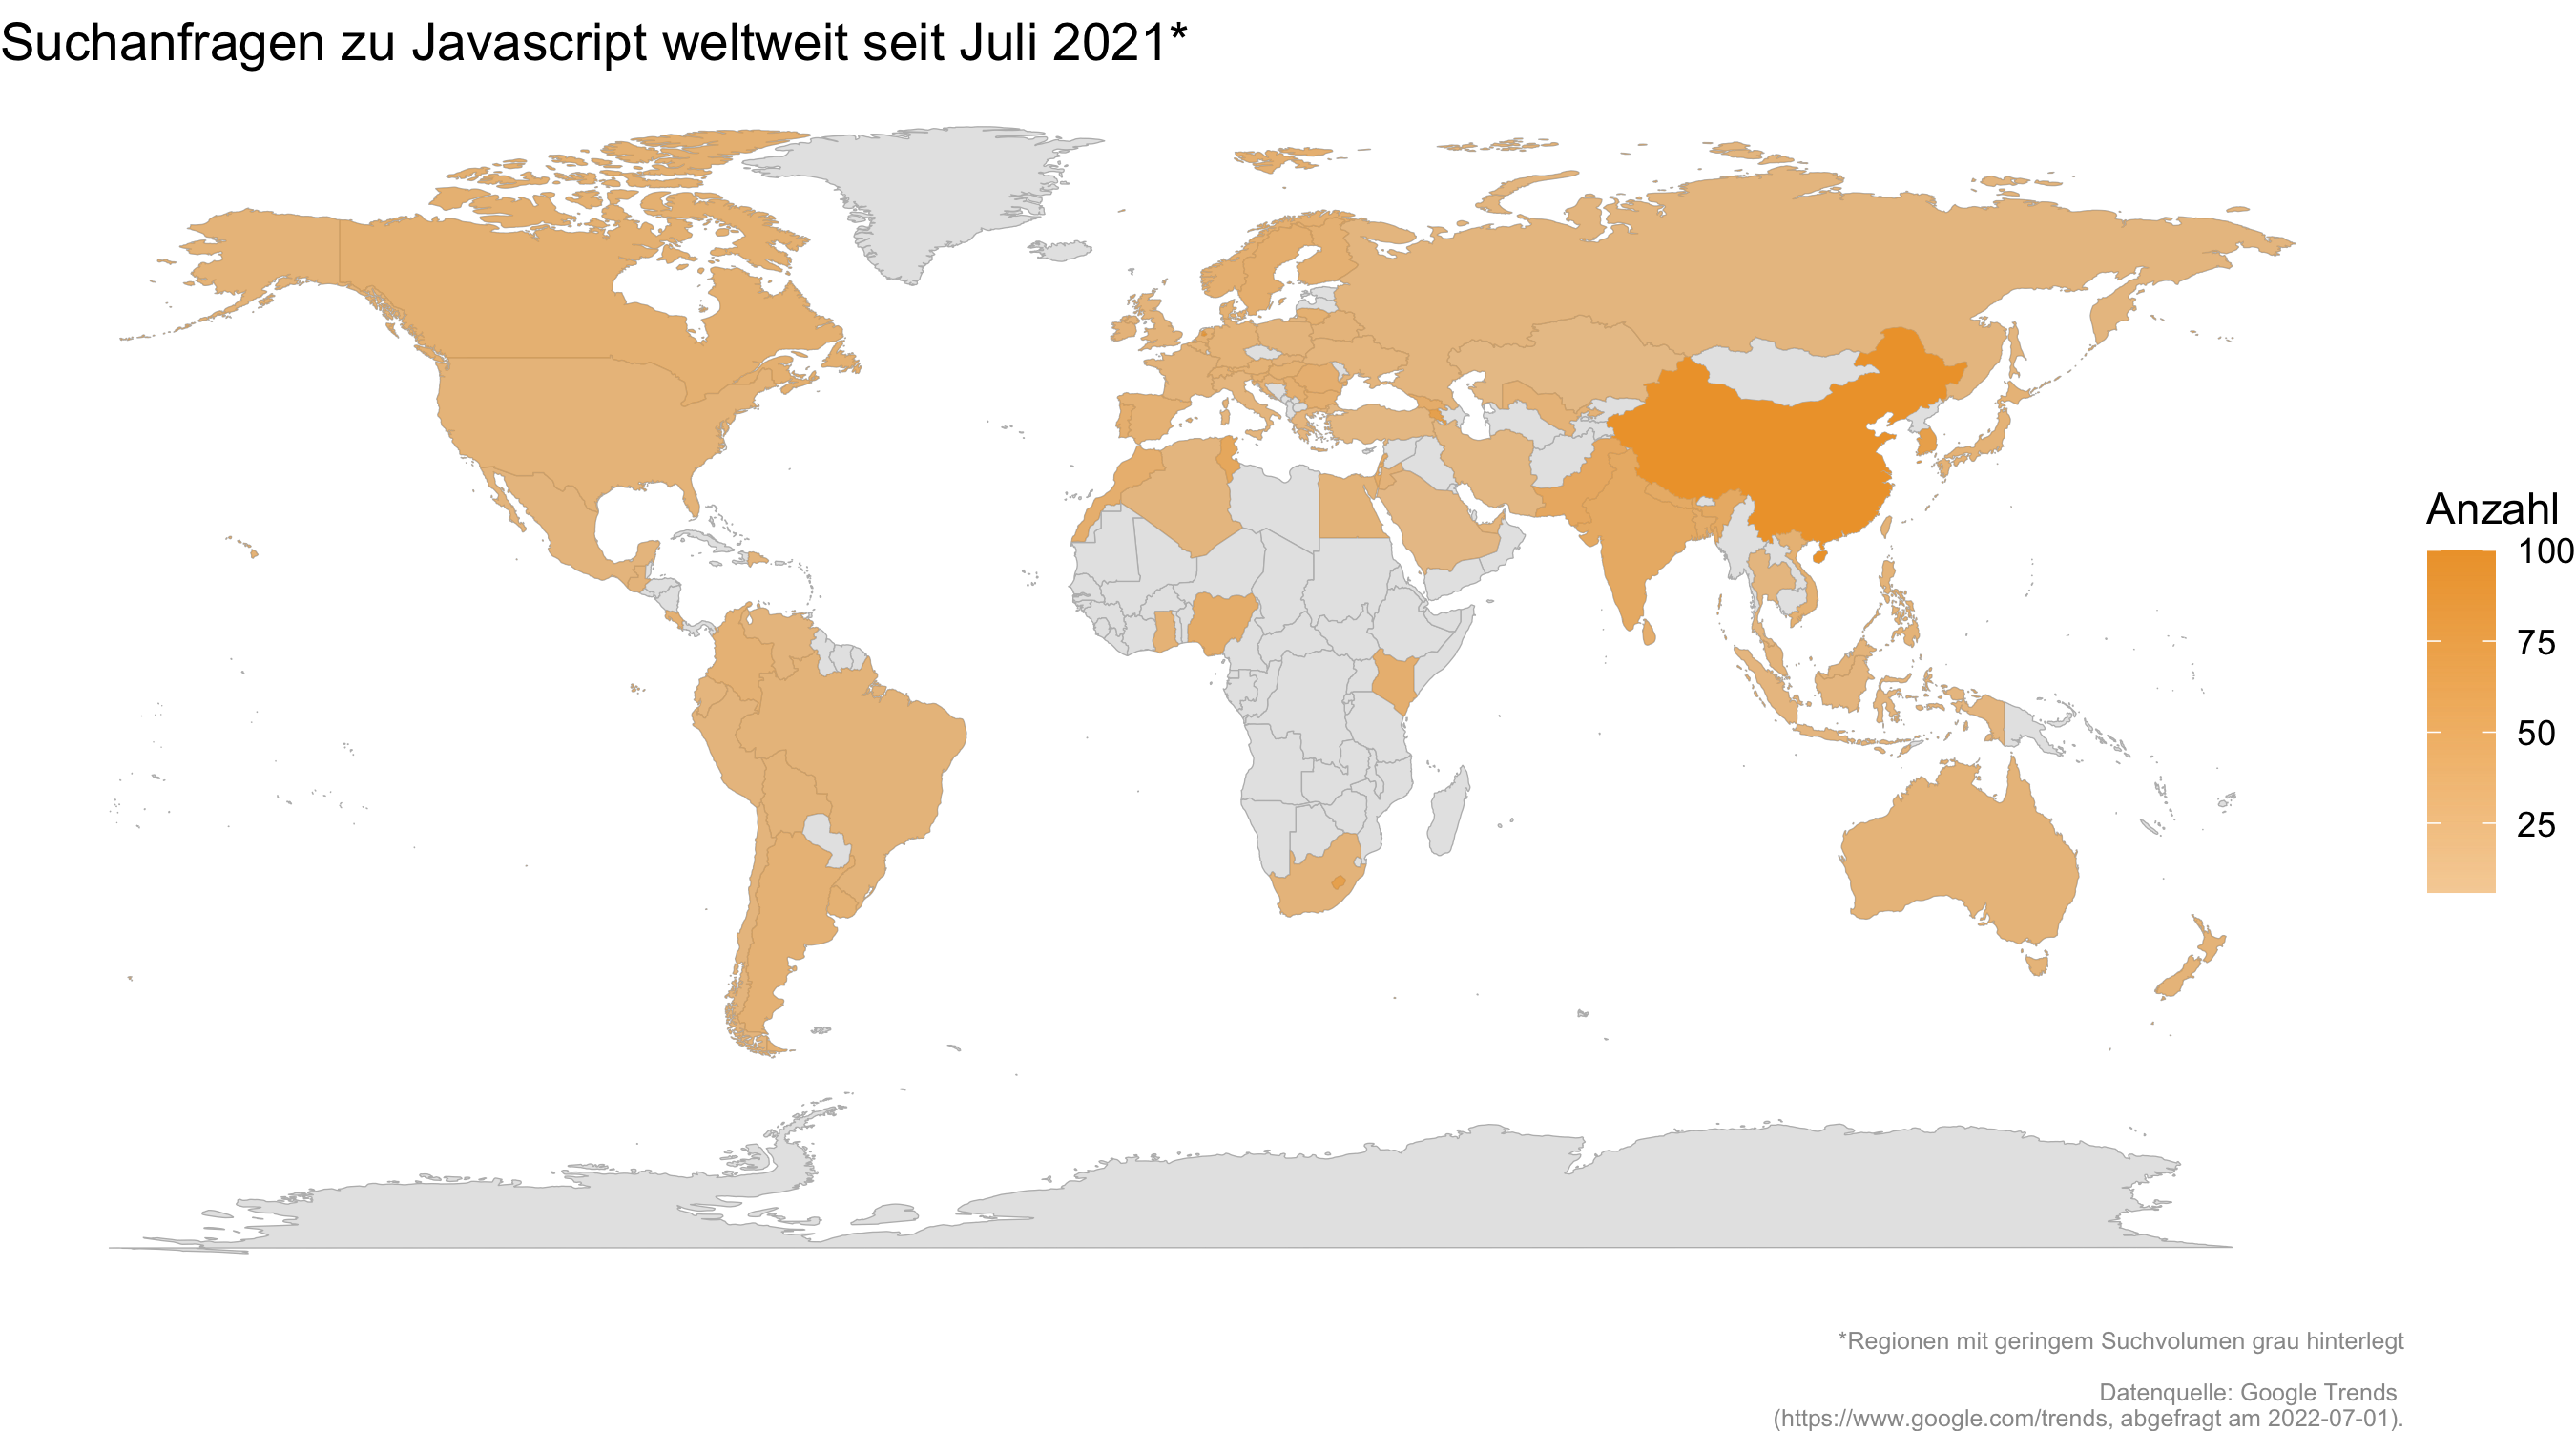 Suchanfragen zu Javascript weltweit seit Juli 2021*
Anzahl
100
75
50
25
*Regionen mit geringem Suchvolumen grau hinterlegt
Datenquelle: Google Trends
(https://www.google.com/trends, abgefragt am 2022-07-01).